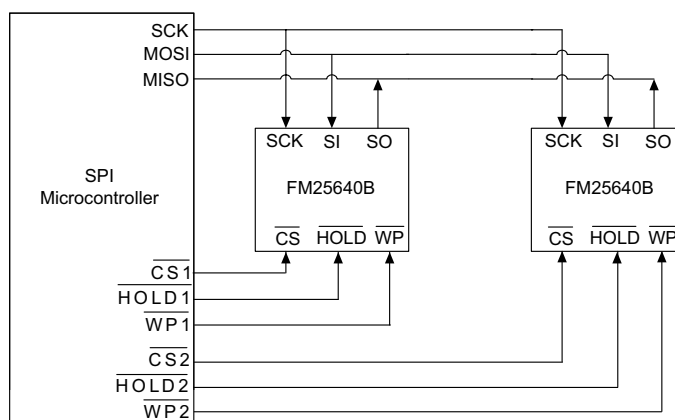 SCK
MOSI
MISO
SPI
Microcontroller
CS1
HOLD1
WP1
CS2
HOLD2
WP2
SCK SI SO
FM25640B
CS HOLD WP
SCK SI SO
FM25640B
CS HOLD WP